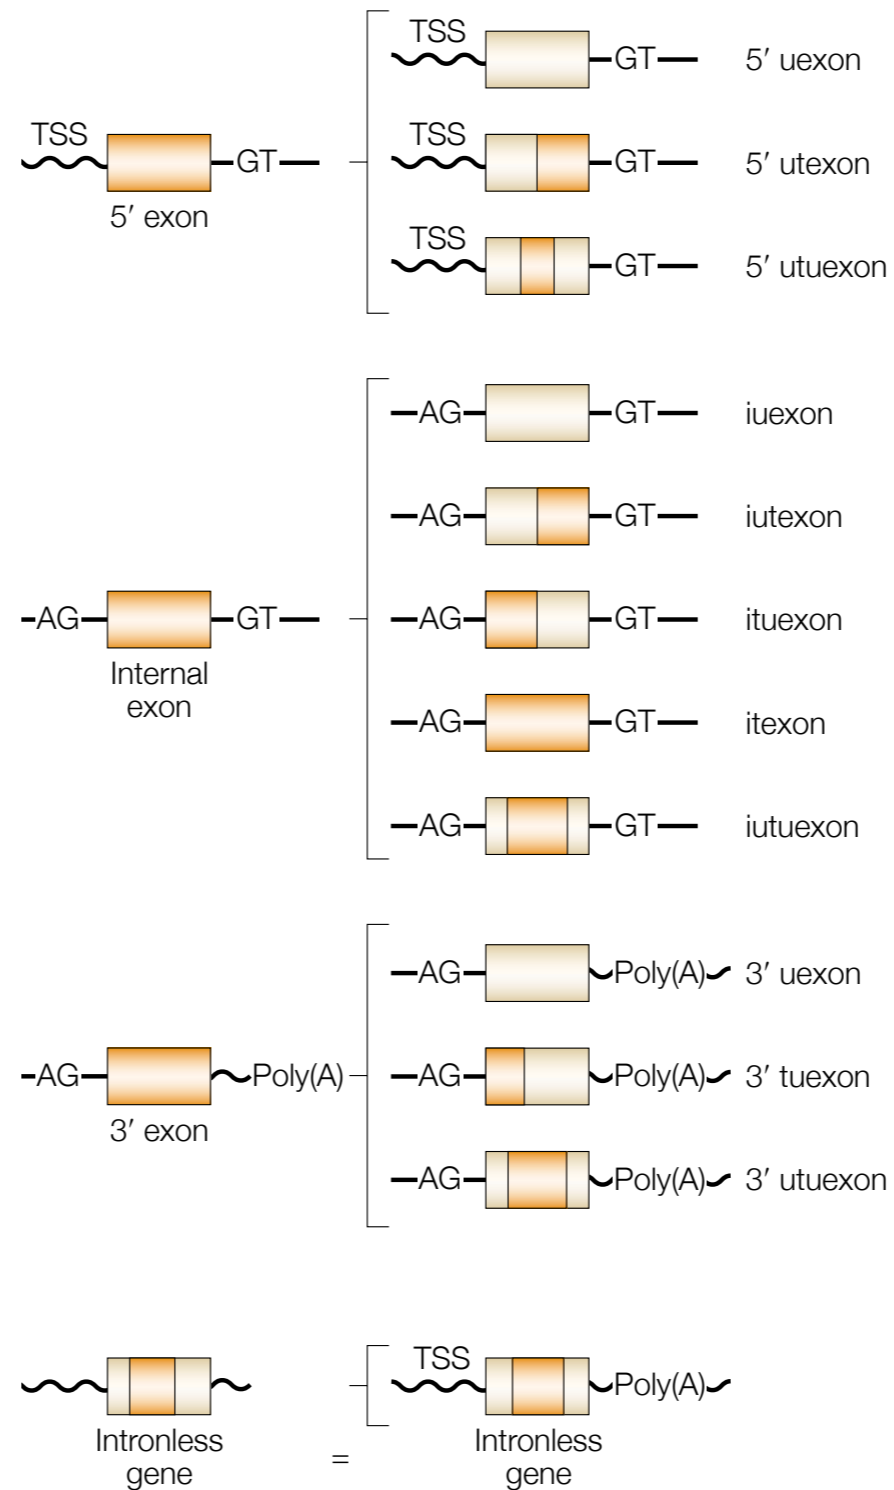 TSS
GT
5′ uexon
TSS
GT
5′ exon
TSS
GT
5′ utexon
TSS
GT
5′ utuexon
AG
GT
iuexon
AG
GT
iutexon
AG
GT
Internal
exon
AG
GT
ituexon
AG
GT
itexon
AG
GT
iutuexon
AG
Poly(A)
3′ uexon
AG
Poly(A)
3′ exon
AG
Poly(A)
3′ tuexon
AG
Poly(A)
3′ utuexon
Intronless
gene
=
TSS
Poly(A)
Intronless
gene